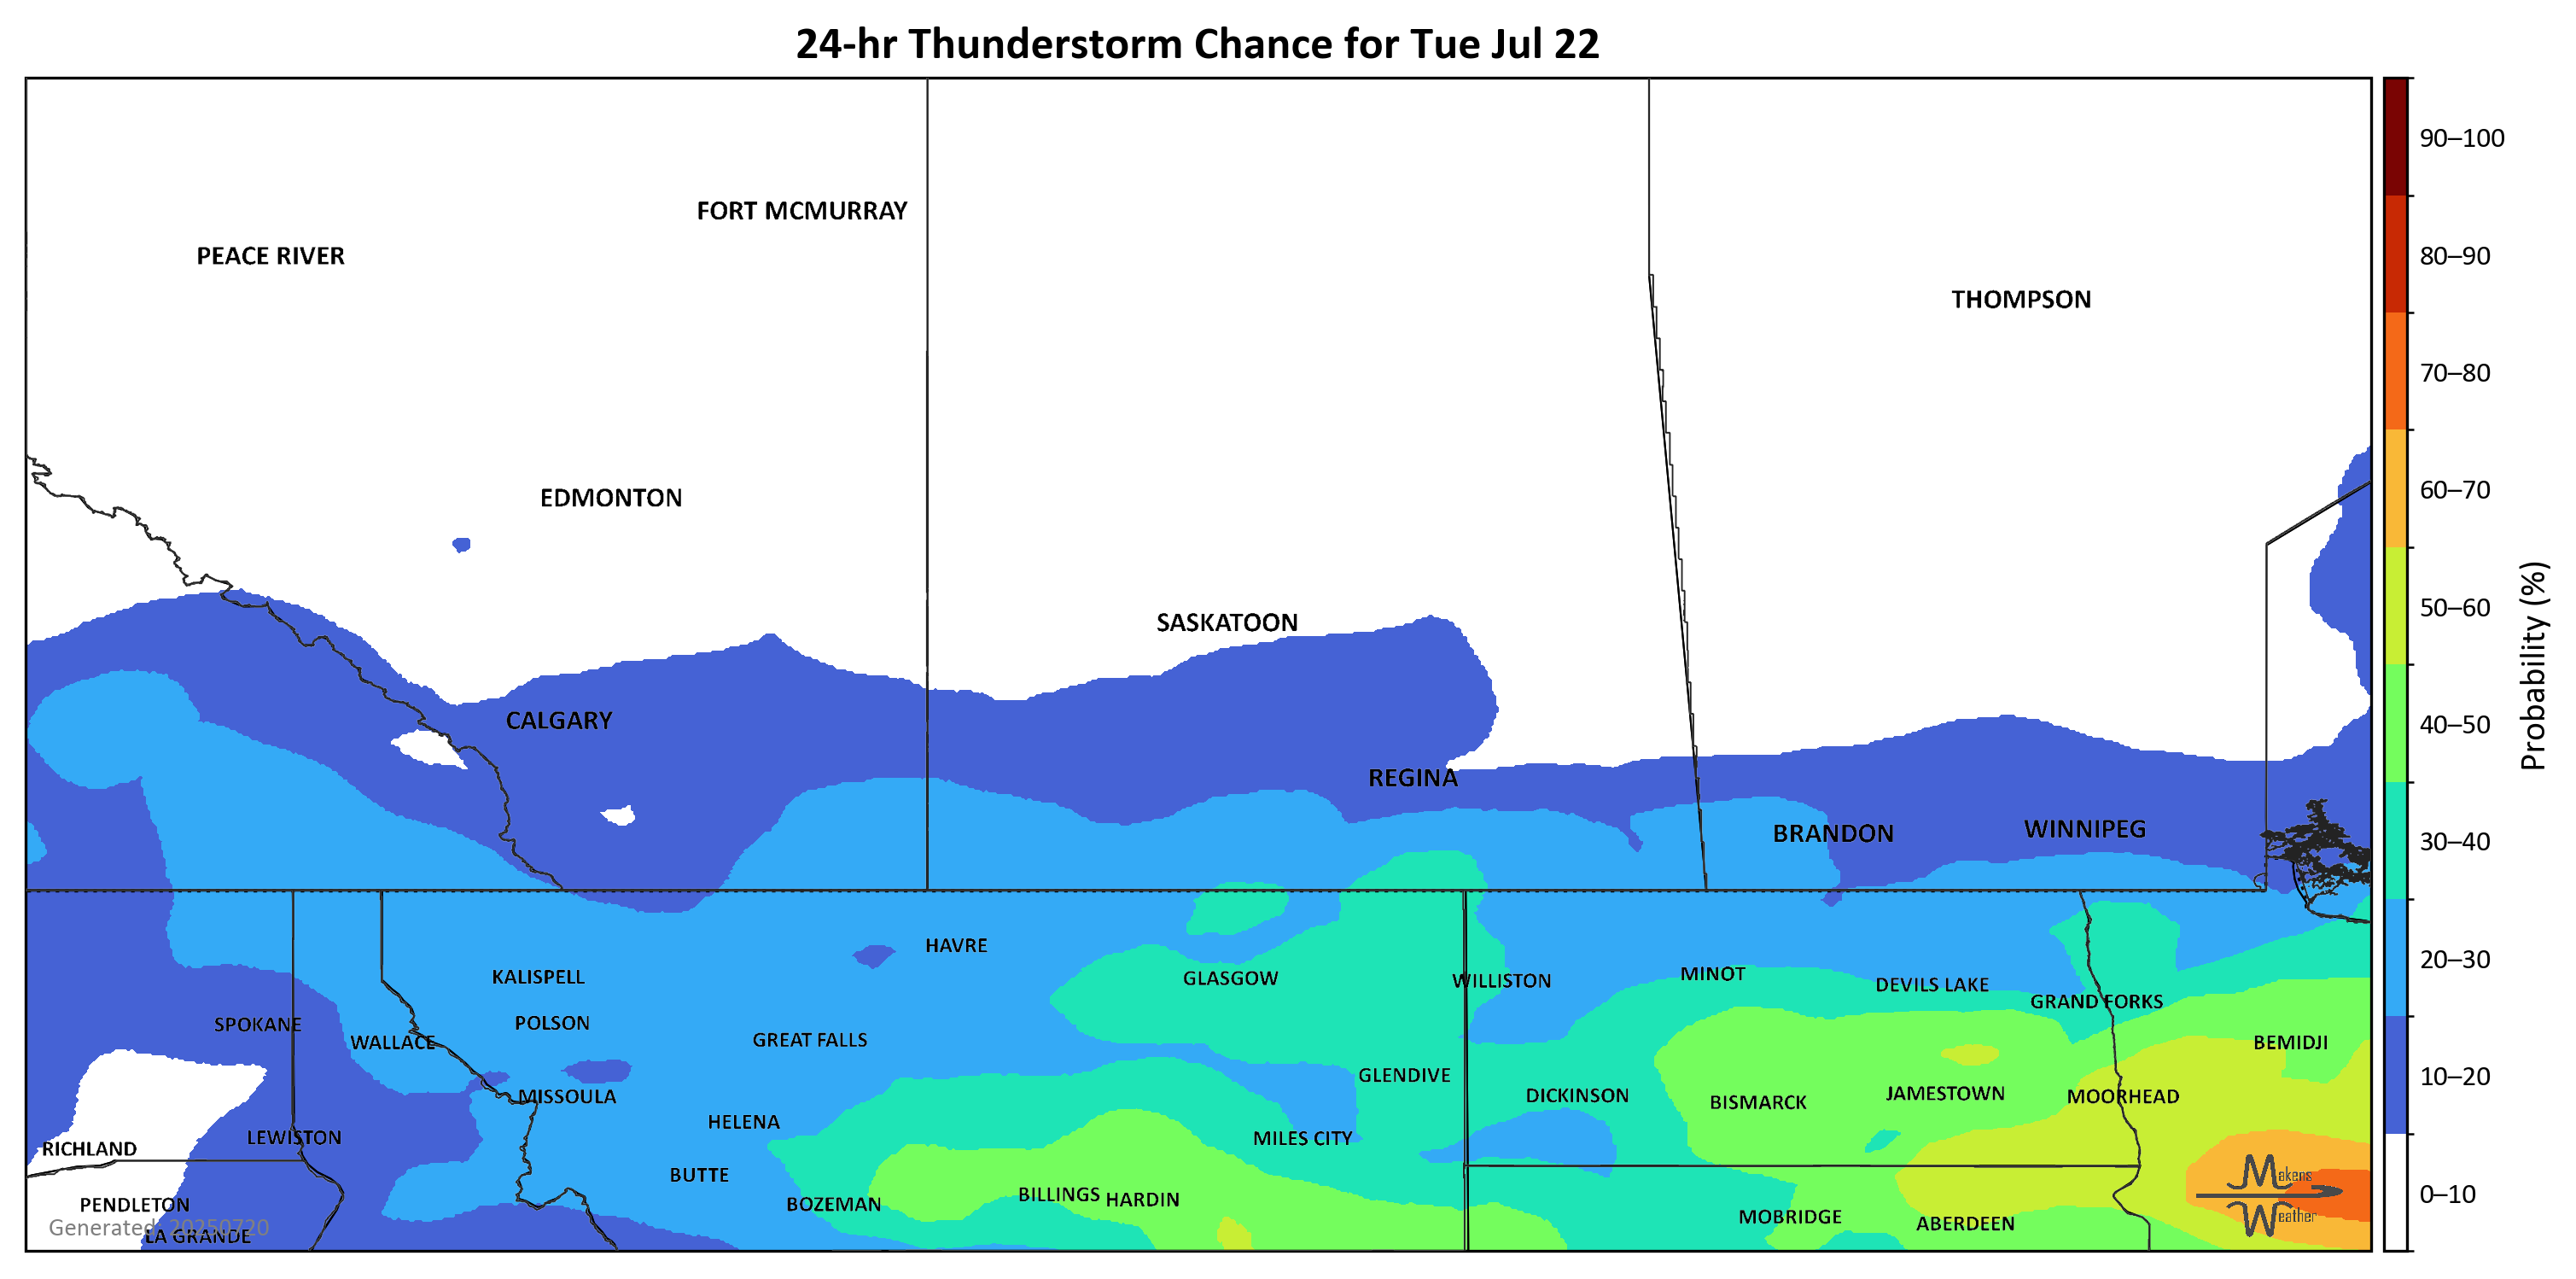 24-hr Thunderstorm Chance for Tue Jul 22
90–100
FORT MCMURRAY
PEACE RIVER
80–90
THOMPSON
70–80
EDMONTON
60–70
SASKATOON
50–60
Probability (%)
CALGARY
40–50
REGINA
BRANDON
WINNIPEG
30–40
HAVRE
20–30
KALISPELL
GLASGOW
WILLISTON
MINOT
DEVILS LAKE
GRAND FORKS
SPOKANE
POLSON
WALLACE
GREAT FALLS
BEMIDJI
GLENDIVE
10–20
MISSOULA
DICKINSON
BISMARCK
JAMESTOWN
MOORHEAD
HELENA
LEWISTON
MILES CITY
RICHLAND
BUTTE
Makens
BILLINGS
HARDIN
0–10
PENDLETON
BOZEMAN
MOBRIDGE
Weather
ABERDEEN
Generated: 20250720
LA GRANDE